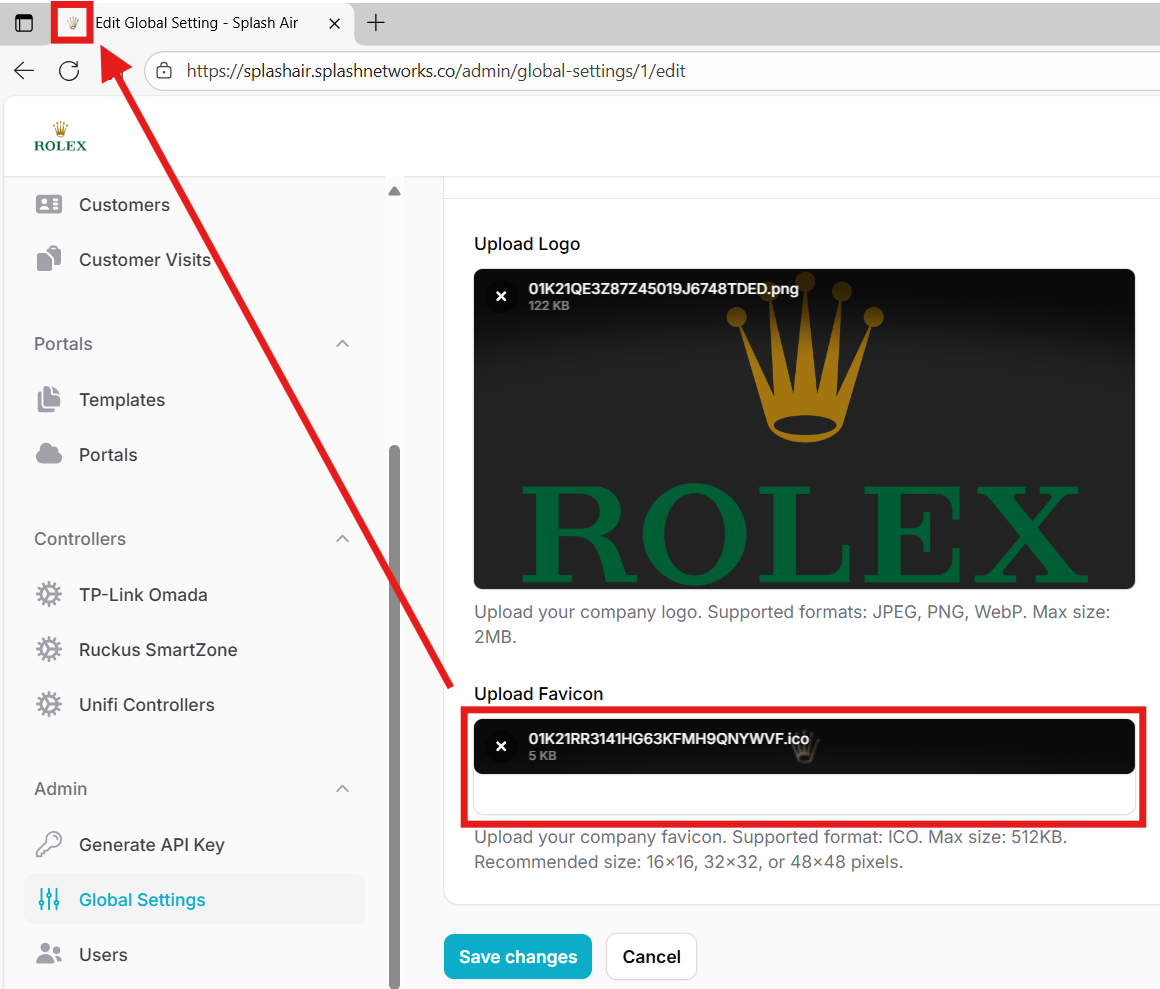 Edit Global Setting - Splash Air
https://splashair.splashnetworks.co/admin/global-settings/1/edit
ROLEX
Customers
Customer Visits
Portals
Templates
Portals
Controllers
TP-Link Omada
Ruckus SmartZone
Unifi Controllers
Admin
Generate API Key
Global Settings
Users
Upload Logo
01K21QE3Z87Z45019J6748TDED.png
122 KB
ROLEX
Upload your company logo. Supported formats: JPEG, PNG, WebP. Max size:
2MB.
Upload Favicon
01K21RR3141HG63KFMH9QNYWVF.ico
5 KB
Upload your company favicon. Supported format: ICO. Max size: 512KB.
Recommended size: 16×16, 32×32, or 48×48 pixels.
Save changes
Cancel